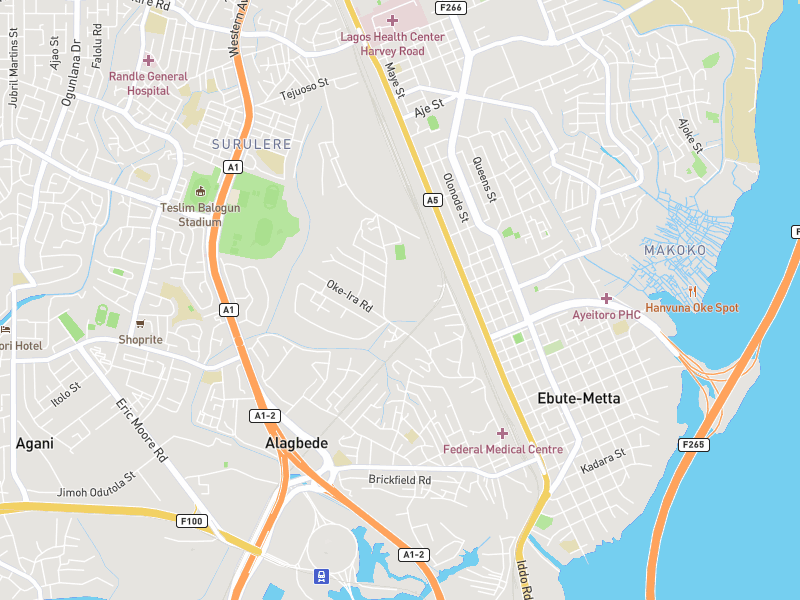 F266
Lagos Health Center
Harvey Road
Western Av
re Rd
Jubril Martins St
Ajao St
Ogunlana Dr
Falolu Rd
Randle General
Hospital
Tejuoso St
Maye St
Aje St
Ajoke St
SURULERE
A1
Queens St
Olonode St
A5
Teslim Balogun
Stadium
MAKOKO
F
Oke-Ira Rd
A1
Ayeitoro PHC
Hanvuna Oke Spot
ori Hotel
Shoprite
Itolo St
Eric Moore Rd
Ebute-Metta
A1-2
Agani
Alagbede
Federal Medical Centre
F265
Kadara St
Brickfield Rd
Jimoh Odutola St
F100
A1-2
Iddo Rd